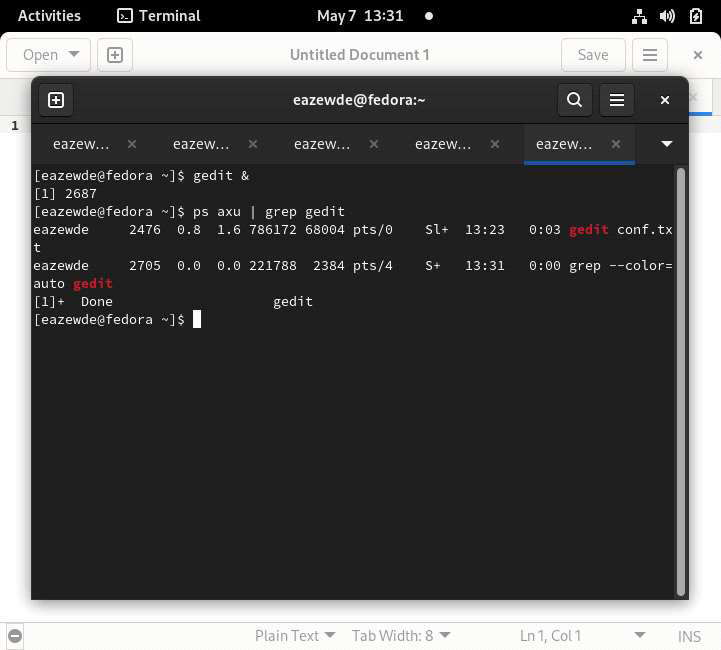 Activities Terminal May 7 13:31
Open Untitled Document 1 Save
eazewde@fedora:~
eazew... eazew... eazew... eazew... eazew...
1
[eazewde@fedora ~]$ gedit &
[1] 2687
[eazewde@fedora ~]$ ps axu | grep gedit
eazewde 2476 0.8 1.6 786172 68004 pts/0 Sl+ 13:23 0:03 gedit conf.tx
t
eazewde 2705 0.0 0.0 221788 2384 pts/4 S+ 13:31 0:00 grep --color=
auto gedit
[1]+ Done gedit
[eazewde@fedora ~]$
Plain Text Tab Width: 8 Ln 1, Col 1 INS